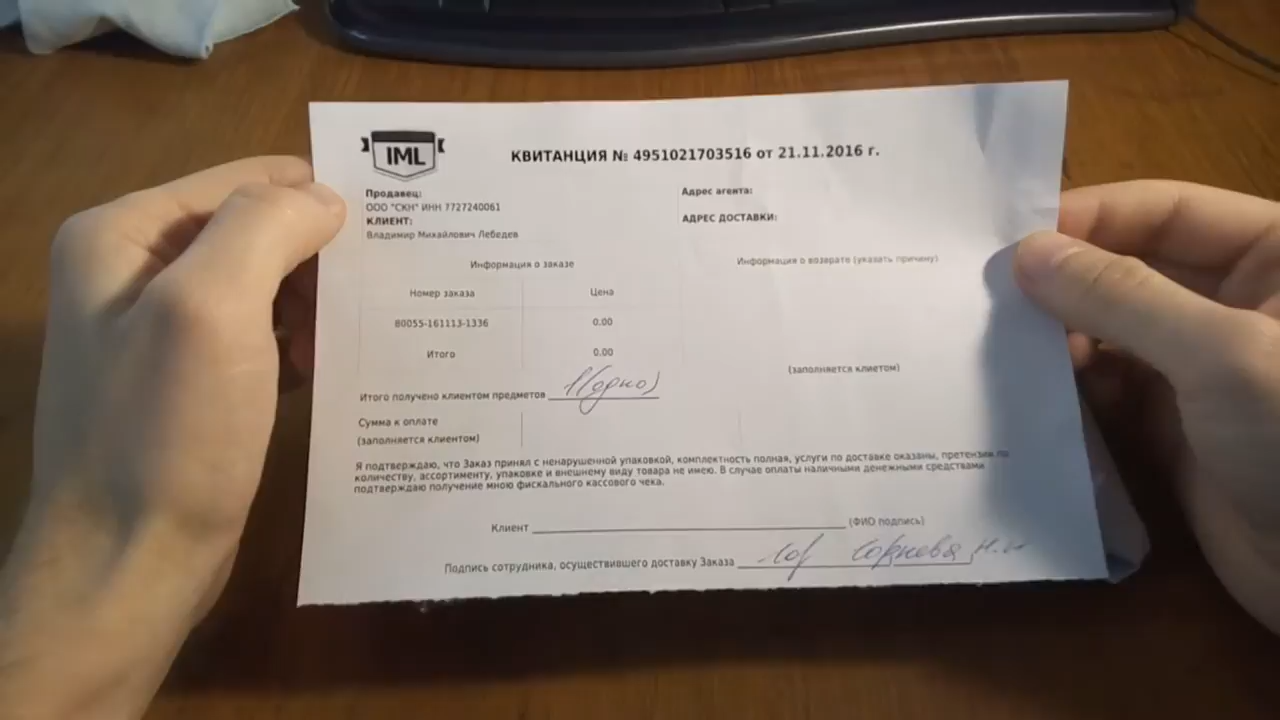 IML
КВИТАНЦИЯ № 4951021703516 от 21.11.2016 г.
Продавец:
ООО "СКН" ИНН 7727240061
КЛИЕНТ:
Владимир Михайлович Лебедев
Адрес агента:
АДРЕС ДОСТАВКИ:
Информация о заказе
Информация о возврате (указать причину)
Номер заказа Цена
80055-161113-1336 0.00
Итого 0.00
(заполняется клиетом)
Итого получено клиентом предметов 1(одно)
Сумма к оплате
(заполняется клиентом)
Я подтверждаю, что Заказ принял с ненарушенной упаковкой, комплектность полная, услуги по доставке оказаны, претензии по
количеству, ассортименту, упаковке и внешнему виду товара не имею. В случае оплаты наличными денежными средствами
подтверждаю получение мною фискального кассового чека.
Клиент (ФИО подпись)
Подпись сотрудника, осуществившего доставку Заказа